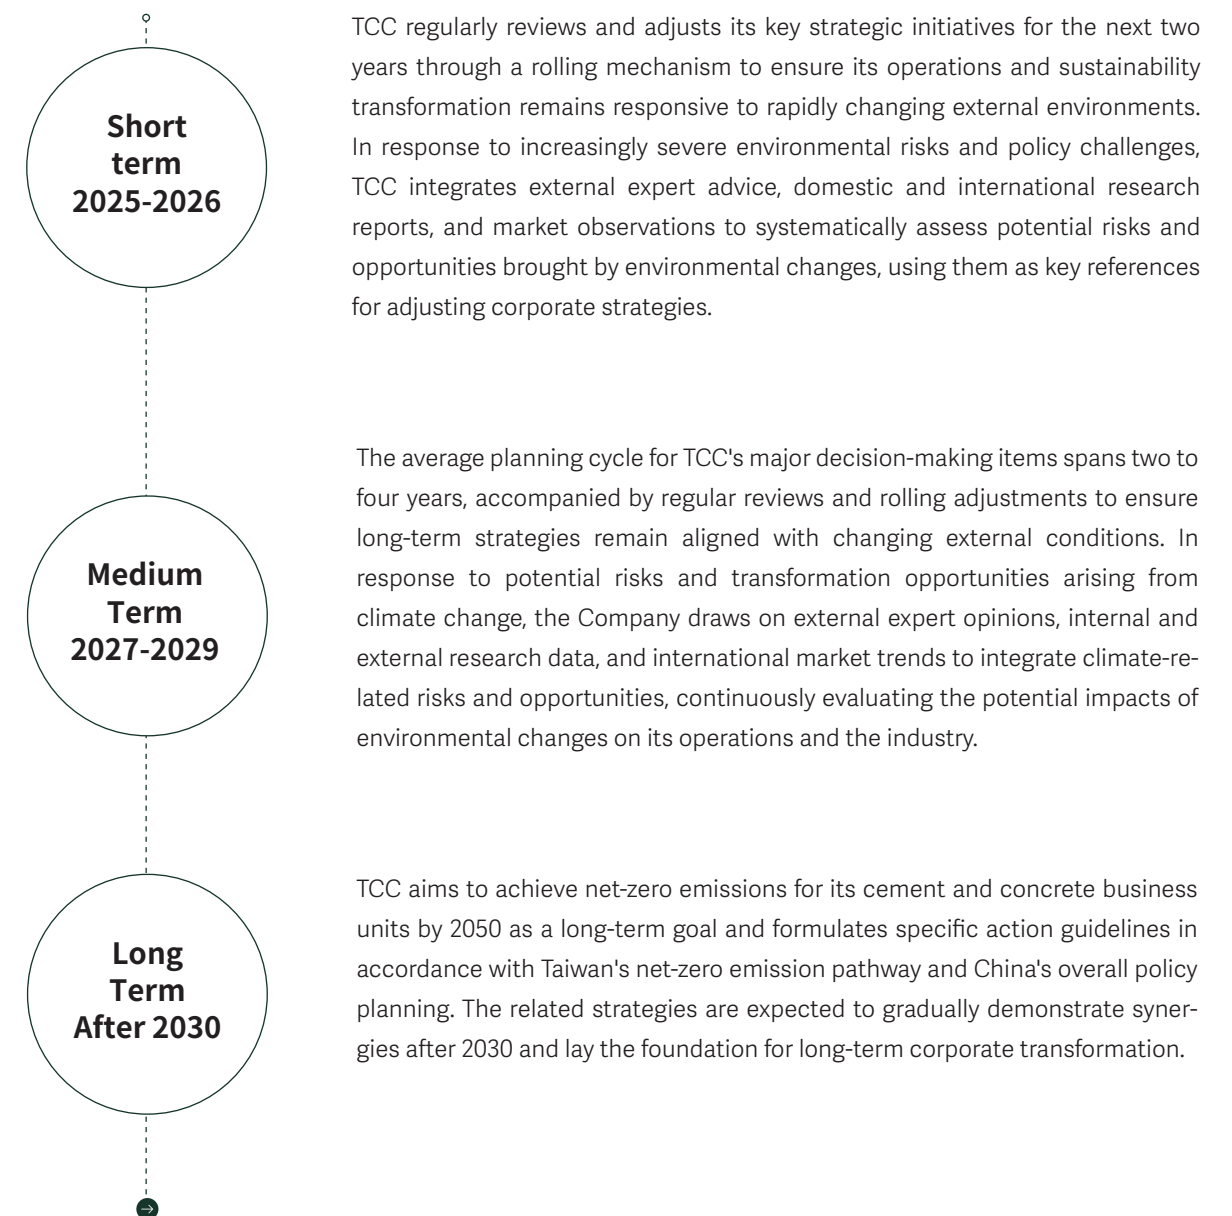 Short
term
2025-2026
TCC regularly reviews and adjusts its key strategic initiatives for the next two
years through a rolling mechanism to ensure its operations and sustainability
transformation remains responsive to rapidly changing external environments.
In response to increasingly severe environmental risks and policy challenges,
TCC integrates external expert advice, domestic and international research
reports, and market observations to systematically assess potential risks and
opportunities brought by environmental changes, using them as key references
for adjusting corporate strategies.
Medium
Term
2027-2029
The average planning cycle for TCC's major decision-making items spans two to
four years, accompanied by regular reviews and rolling adjustments to ensure
long-term strategies remain aligned with changing external conditions. In
response to potential risks and transformation opportunities arising from
climate change, the Company draws on external expert opinions, internal and
external research data, and international market trends to integrate climate-re-
lated risks and opportunities, continuously evaluating the potential impacts of
environmental changes on its operations and the industry.
Long
Term
After 2030
TCC aims to achieve net-zero emissions for its cement and concrete business
units by 2050 as a long-term goal and formulates specific action guidelines in
accordance with Taiwan's net-zero emission pathway and China's overall policy
planning. The related strategies are expected to gradually demonstrate syner-
gies after 2030 and lay the foundation for long-term corporate transformation.